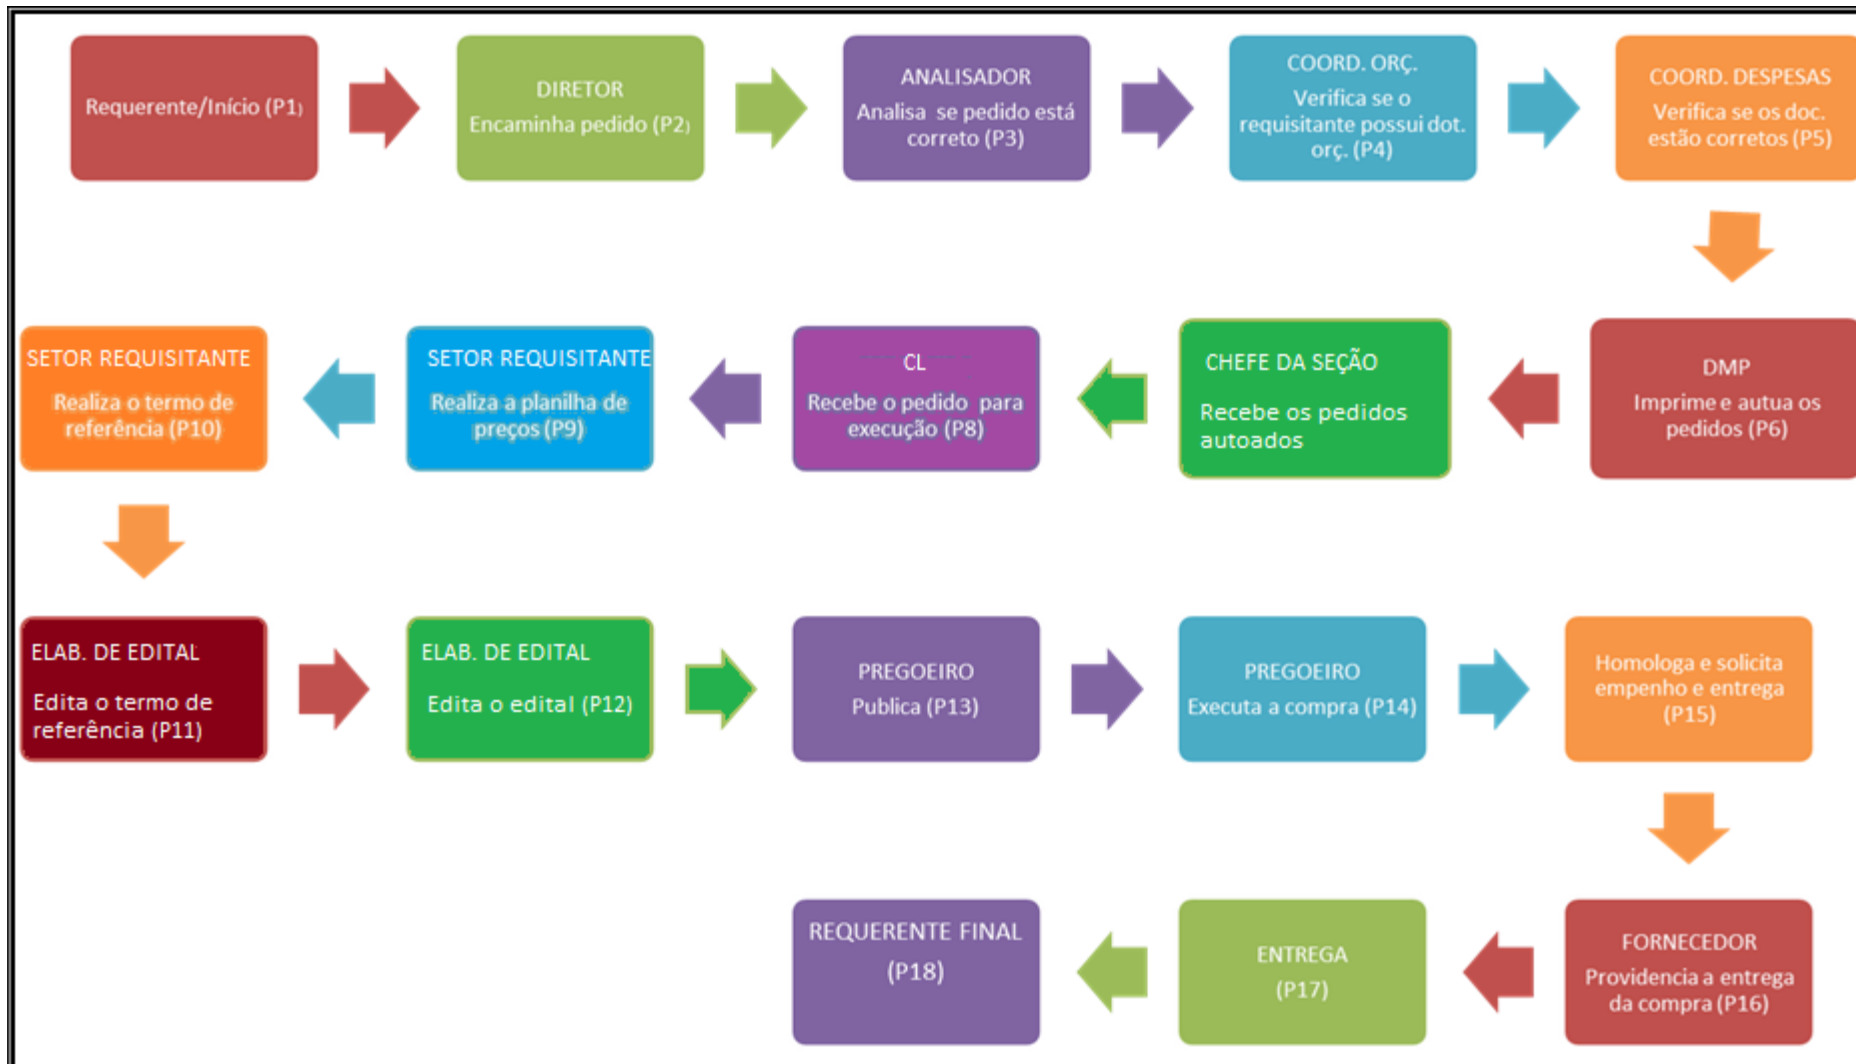 Requerente/Início (P1)
DIRETOR
Encaminha pedido (P2)
ANALISADOR
Analisa se pedido está
correto (P3)
COORD. ORÇ.
Verifica se o
requisitante possui dot.
orç. (P4)
COORD. DESPESAS
Verifica se os doc.
estão corretos (P5)
SETOR REQUISITANTE
Realiza o termo de
referência (P10)
SETOR REQUISITANTE
Realiza a planilha de
preços (P9)
CL
Recebe o pedido para
execução (P8)
CHEFE DA SEÇÃO
Recebe os pedidos
autoados
DMP
Imprime e autua os
pedidos (P6)
ELAB. DE EDITAL
Edita o termo de
referência (P11)
ELAB. DE EDITAL
Edita o edital (P12)
PREGOEIRO
Publica (P13)
PREGOEIRO
Executa a compra (P14)
Homologa e solicita
empenho e entrega
(P15)
REQUERENTE FINAL
(P18)
ENTREGA
(P17)
FORNECEDOR
Providencia a entrega
da compra (P16)